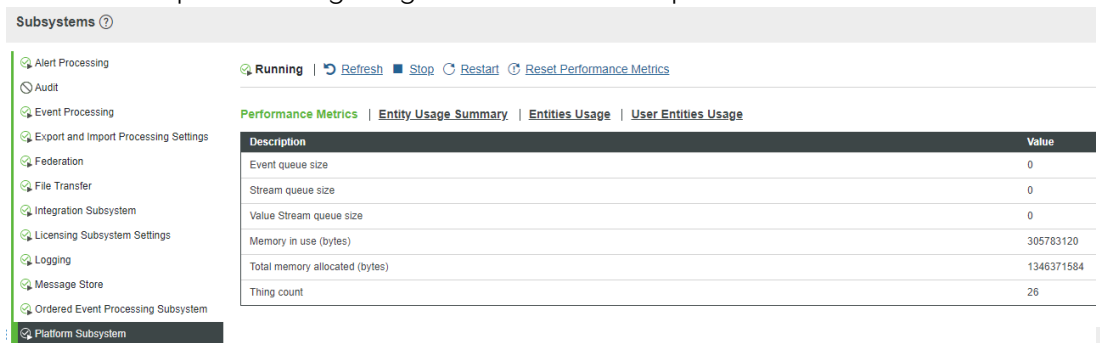 Subsystems ?
Alert Processing
Audit
Event Processing
Export and Import Processing Settings
Federation
File Transfer
Integration Subsystem
Licensing Subsystem Settings
Logging
Message Store
Ordered Event Processing Subsystem
Platform Subsystem
Running | Refresh Stop Restart Reset Performance Metrics
Performance Metrics | Entity Usage Summary | Entities Usage | User Entities Usage
Description Value
Event queue size 0
Stream queue size 0
Value Stream queue size 0
Memory in use (bytes) 305783120
Total memory allocated (bytes) 1346371584
Thing count 26